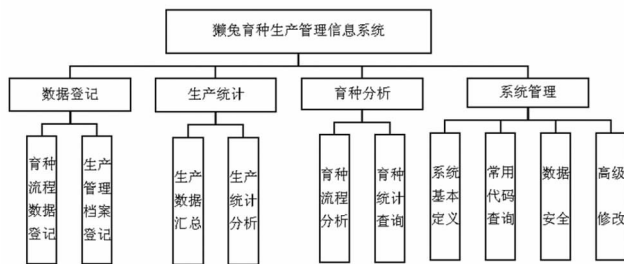 獭兔育种生产管理信息系统
数据登记
生产统计
育种分析
系统管理
育种
流程
数据
登记
生产
管理
档案
登记
生产
数据
汇总
生产
统计
分析
育种
流程
分析
育种
统计
查询
系统
基本
定义
常用
代码
查询
数据
安全
高级
修改